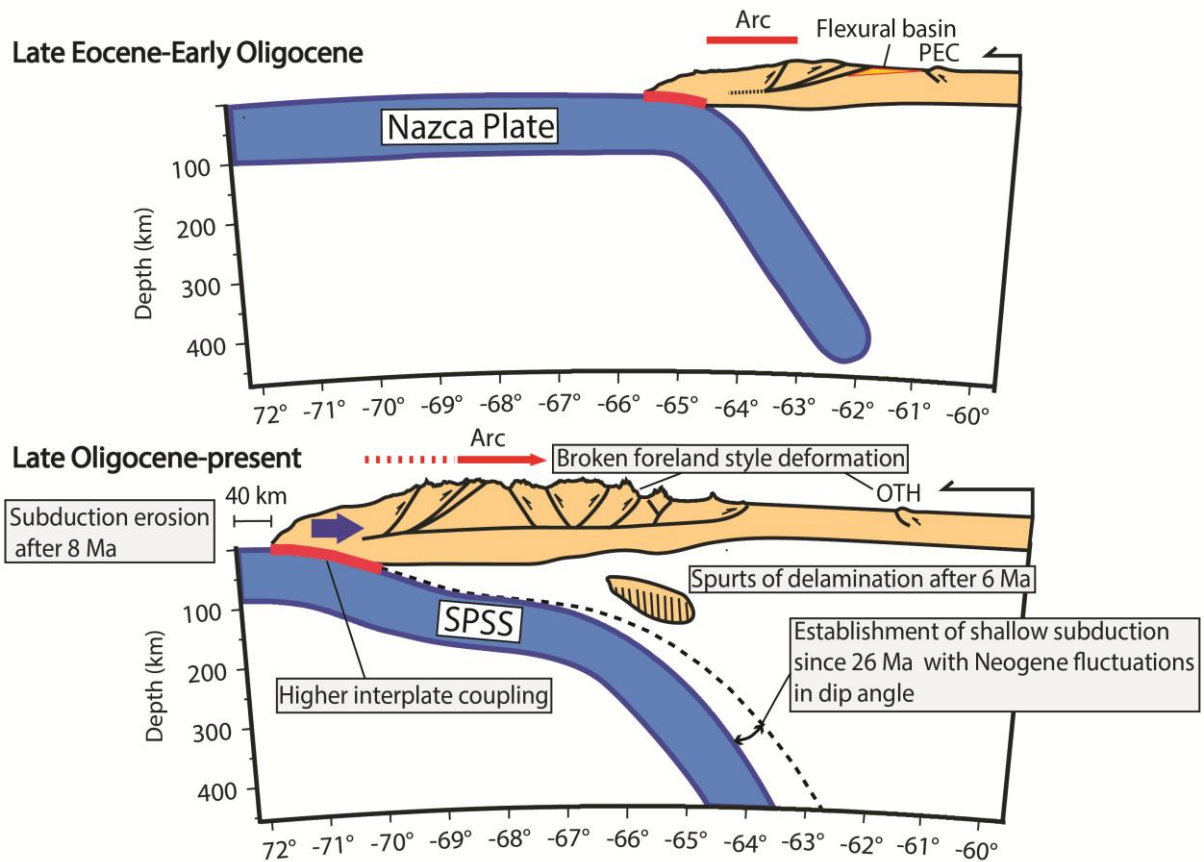 Late Eocene-Early Oligocene
Arc
Flexural basin
PEC
Nazca Plate
Depth (km)
100
200
300
400
72° -71° -70° -69° -68° -67° -66° -65° -64° -63° -62° -61° -60°
Late Oligocene-present
Arc
Broken foreland style deformation
40 km
OTH
Subduction erosion
after 8 Ma
Spurts of delamination after 6 Ma
SPSS
Establishment of shallow subduction
since 26 Ma with Neogene fluctuations
in dip angle
Higher interplate coupling
Depth (km)
100
200
300
400
72° -71° -70° -69° -68° -67° -66° -65° -64° -63° -62° -61° -60°